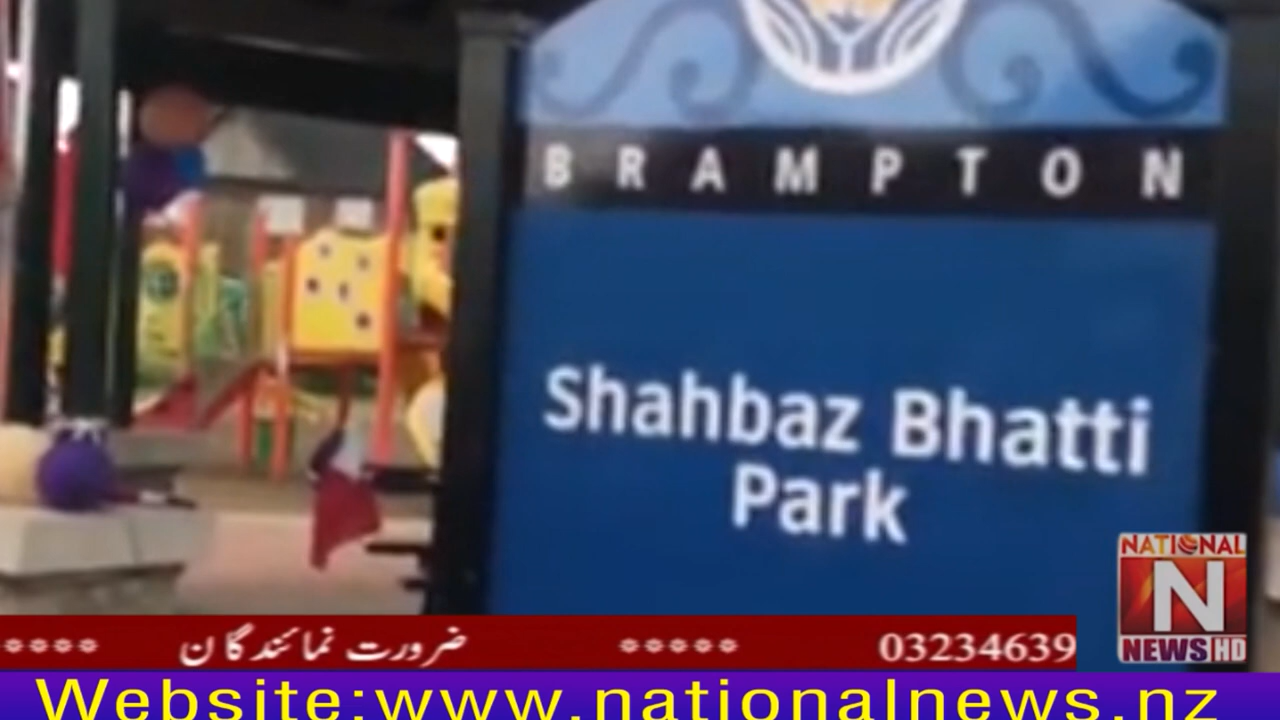 BRAMPTON
Shahbaz Bhatti
Park
NATIONAL
N
NEWS HD
**** ضرورت نمائندگان ***** 03234639
Website:www.nationalnews.nz